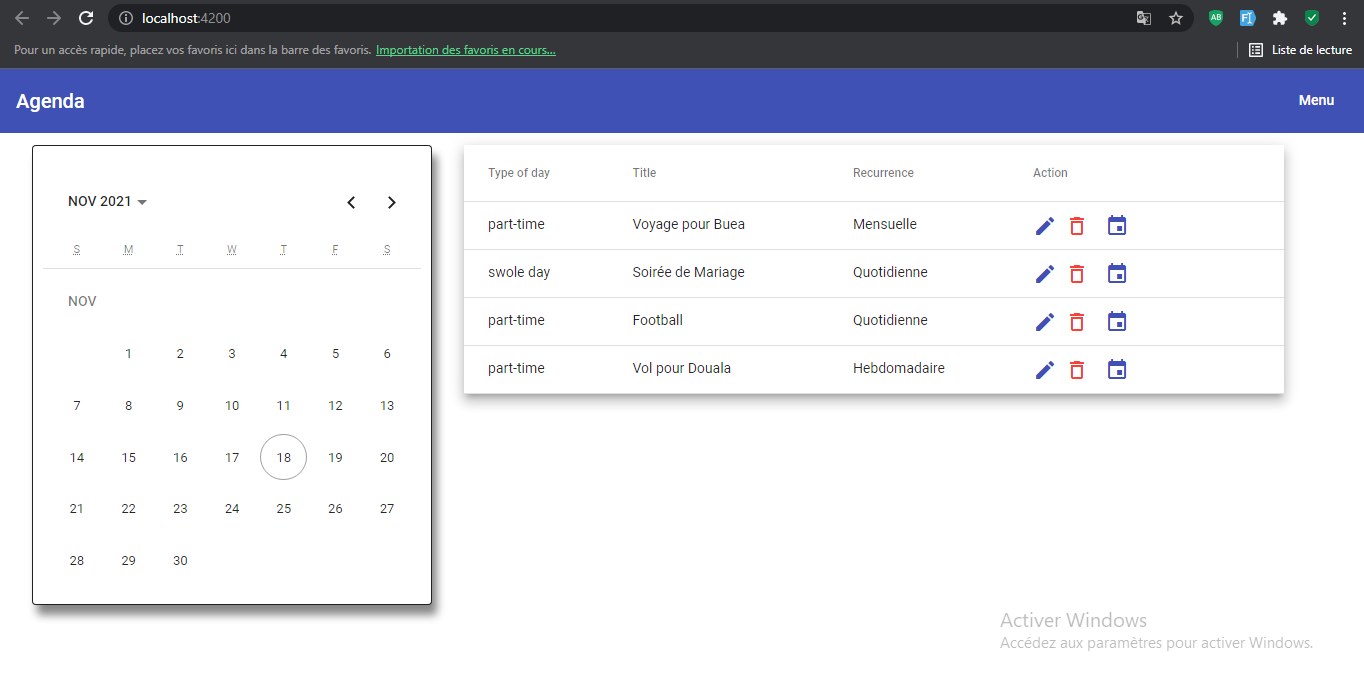 localhost:4200
Pour un accès rapide, placez vos favoris ici dans la barre des favoris. Importation des favoris en cours...
Liste de lecture
Agenda
Menu
NOV 2021
S M T W T F S
NOV
1 2 3 4 5 6
7 8 9 10 11 12 13
14 15 16 17 18 19 20
21 22 23 24 25 26 27
28 29 30
Type of day Title Recurrence Action
part-time Voyage pour Buea Mensuelle
swole day Soirée de Mariage Quotidienne
part-time Football Quotidienne
part-time Vol pour Douala Hebdomadaire
Activer Windows
Accédez aux paramètres pour activer Windows.